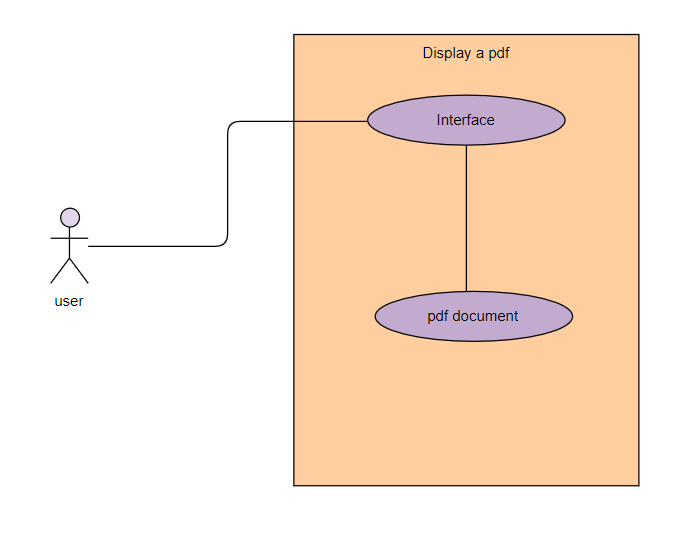 Display a pdf
Interface
user
pdf document